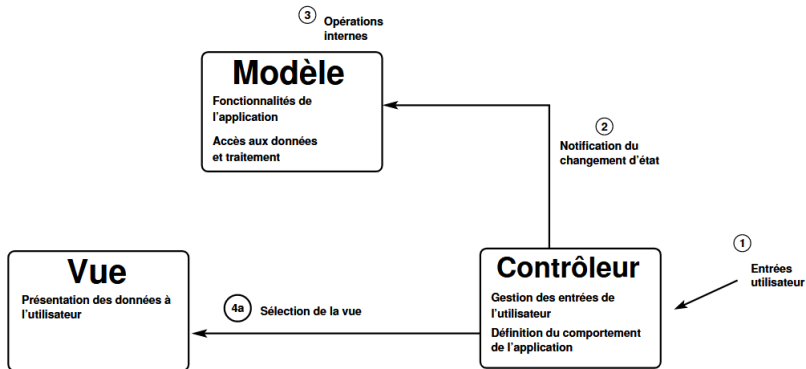 3
Opérations
internes
Modèle
Fonctionnalités de
l'application
Accès aux données
et traitement
2
Notification du
changement d'état
1
Entrées
utilisateur
Vue
Présentation des données à
l'utilisateur
4a
Sélection de la vue
Contrôleur
Gestion des entrées de
l'utilisateur
Définition du comportement
de l'application